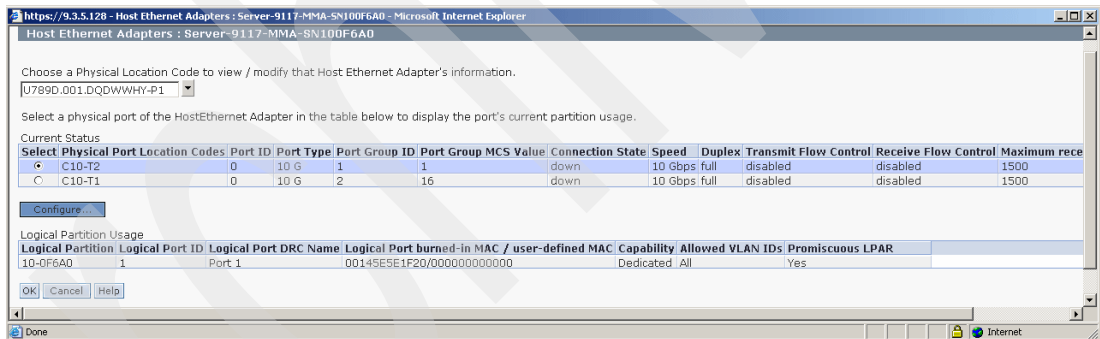 https://9.3.5.128 - Host Ethernet Adapters : Server-9117-MMA-SN100F6A0 - Microsoft Internet Explorer
Host Ethernet Adapters : Server-9117-MMA-SN100F6A0
Choose a Physical Location Code to view / modify that Host Ethernet Adapter's information.
U789D.001.DQDWWHY-P1
Select a physical port of the HostEthernet Adapter in the table below to display the port's current partition usage.
Current Status
Select Physical Port Location Codes Port ID Port Type Port Group ID Port Group MCS Value Connection State Speed Duplex Transmit Flow Control Receive Flow Control Maximum rece
C10-T2 0 10 G 1 1 down 10 Gbps full disabled disabled 1500
C10-T1 0 10 G 2 16 down 10 Gbps full disabled disabled 1500
Configure...
Logical Partition Usage
Logical Partition Logical Port ID Logical Port DRC Name Logical Port burned-in MAC / user-defined MAC Capability Allowed VLAN IDs Promiscuous LPAR
10-0F6A0 1 Port 1 00145E5E1F20/000000000000 Dedicated All Yes
OK Cancel Help
Done Internet